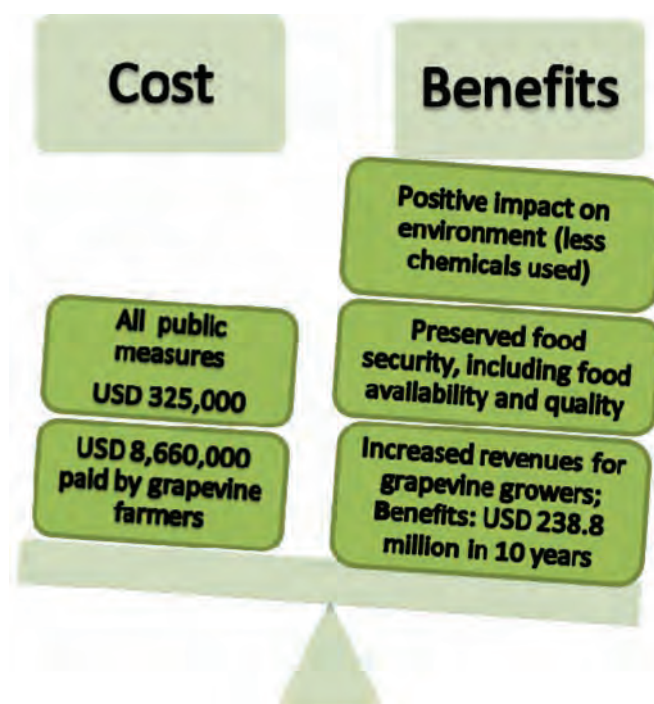 Cost
All public
measures
USD 325,000
USD 8,660,000
paid by grapevine
farmers
Benefits
Positive impact on
environment (less
chemicals used)
Preserved food
security, including food
availability and quality
Increased revenues for
grapevine growers;
Benefits: USD 238.8
million in 10 years